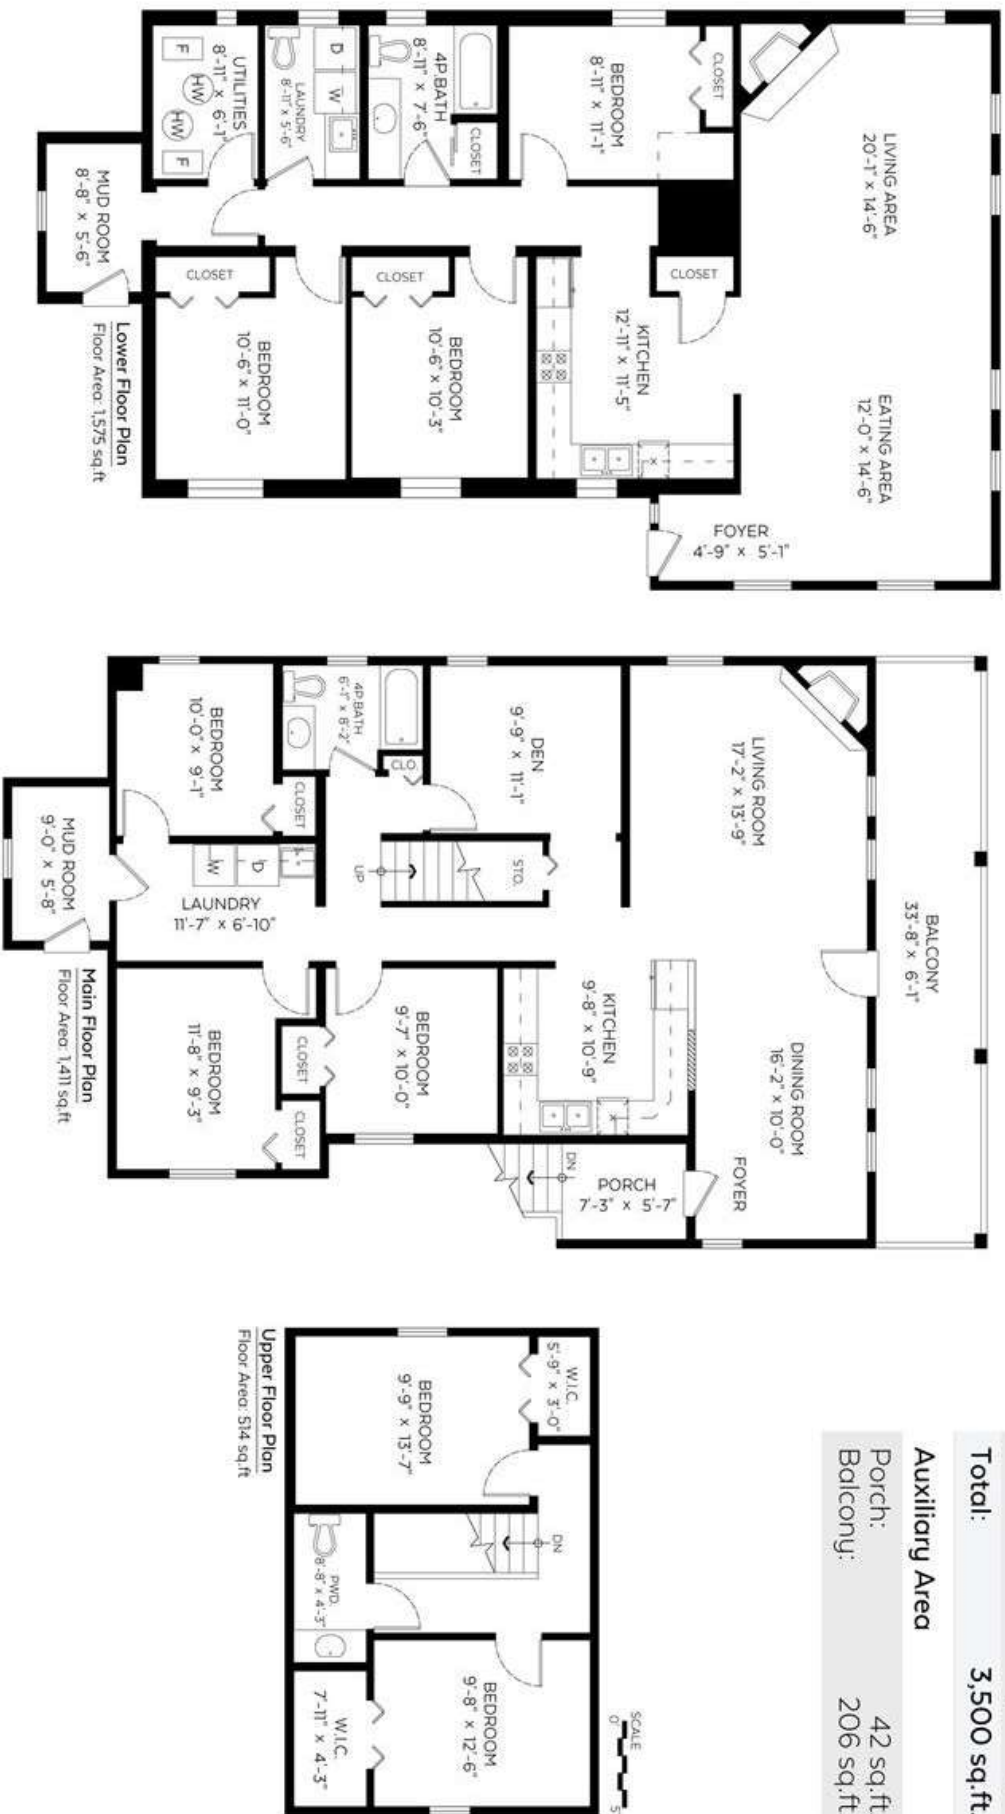 UTILITIES
8'-11" x 6'-1"
F
HW
HW
F
LAUNDRY
8'-11" x 5'-6"
D
W
4P.BATH
8'-11" x 7'-6"
CLOSET
BEDROOM
8'-11" x 11'-1"
CLOSET
LIVING AREA
20'-1" x 14'-6"
MUD ROOM
8'-8" x 5'-6"
CLOSET
BEDROOM
10'-6" x 11'-0"
CLOSET
BEDROOM
10'-6" x 10'-3"
KITCHEN
12'-11" x 11'-5"
CLOSET
EATING AREA
12'-0" x 14'-6"
FOYER
4'-9" x 5'-1"
Lower Floor Plan
Floor Area: 1,575 sq.ft
BEDROOM
10'-0" x 9'-1"
CLOSET
4P.BATH
6'-1" x 8'-2"
CLO.
DEN
9'-9" x 11'-1"
LIVING ROOM
17'-2" x 13'-9"
BALCONY
33'-8" x 6'-1"
MUD ROOM
9'-0" x 5'-8"
W
D
LAUNDRY
11'-7" x 6'-10"
UP
STO.
BEDROOM
11'-8" x 9'-3"
CLOSET
CLOSET
BEDROOM
9'-7" x 10'-0"
KITCHEN
9'-8" x 10'-9"
DINING ROOM
16'-2" x 10'-0"
FOYER
PORCH
7'-3" x 5'-7"
DN
Main Floor Plan
Floor Area: 1,411 sq.ft
W.I.C.
5'-9" x 3'-0"
BEDROOM
9'-9" x 13'-7"
DN
PWD.
8'-8" x 4'-3"
BEDROOM
9'-8" x 12'-6"
W.I.C.
7'-11" x 4'-3"
Upper Floor Plan
Floor Area: 514 sq.ft
SCALE
0' 5'
Total: 3,500 sq.ft.
Auxiliary Area
Porch: 42 sq.ft
Balcony: 206 sq.ft